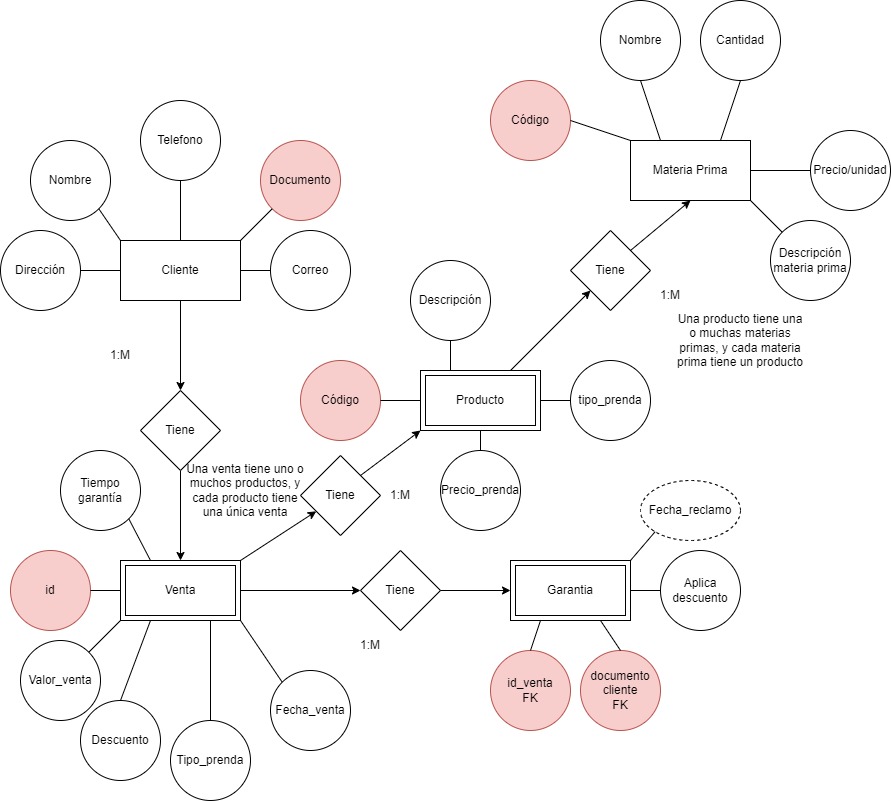 Nombre
Cantidad
Código
Materia Prima
Precio/unidad
Descripción
materia prima
Tiene
1:M
Una producto tiene una
o muchas materias
primas, y cada materia
prima tiene un producto
Telefono
Nombre
Documento
Dirección
Cliente
Correo
1:M
Tiene
Descripción
Código
Producto
tipo_prenda
Precio_prenda
Una venta tiene uno o
muchos productos, y
cada producto tiene
una única venta
Tiene
1:M
Tiempo
garantía
id
Venta
Valor_venta
Descuento
Tipo_prenda
Fecha_venta
Tiene
1:M
Fecha_reclamo
Garantia
Aplica
descuento
id_venta
FK
documento
cliente
FK